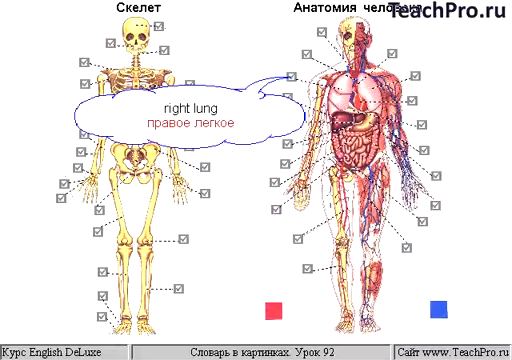 Скелет
Анатомия человека
TeachPro.ru
right lung
правое легкое
Курс English DeLuxe
Словарь в картинках. Урок 92
Сайт www.TeachPro.ru